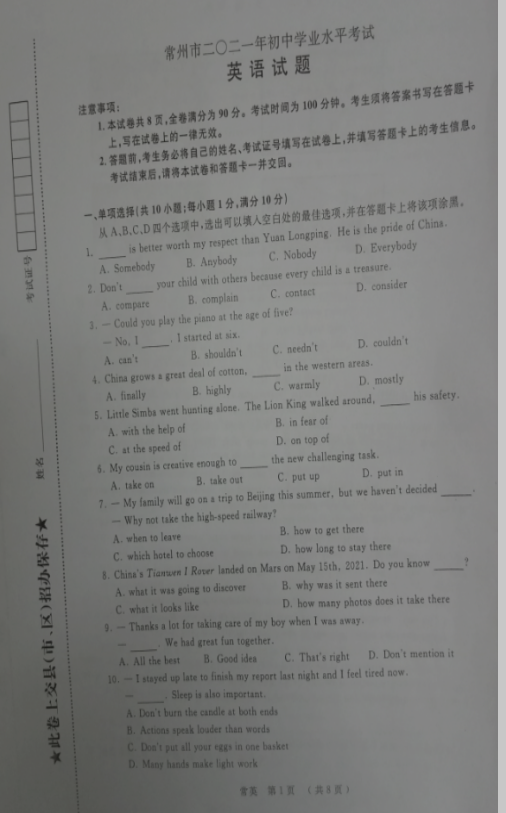 常州市二〇二一年初中学业水平考试
英语试题
注意事项：
1.本试卷共8页,全卷满分为90分。考试时间为100分钟。考生须将答案书写在答题卡
上,写在试卷上的一律无效。
2.答题前,考生务必将自己的姓名、考试证号填写在试卷上,并填写答题卡上的考生信息。
考试结束后,请将本试卷和答题卡一并交回。
一、单项选择(共10小题;每小题1分,满分10分)
从A、B、C、D四个选项中,选出可以填入空白处的最佳选项,并在答题卡上将该项涂黑。
1. _____ is better worth my respect than Yuan Longping. He is the pride of China.
A. Somebody B. Anybody C. Nobody D. Everybody
2. Don't _____ your child with others because every child is a treasure.
A. compare B. complain C. contact D. consider
3. — Could you play the piano at the age of five?
— No, I _____. I started at six.
A. can't B. shouldn't C. needn't D. couldn't
4. China grows a great deal of cotton, _____ in the western areas.
A. finally B. highly C. warmly D. mostly
5. Little Simba went hunting alone. The Lion King walked around, _____ his safety.
A. with the help of B. in fear of
C. at the speed of D. on top of
6. My cousin is creative enough to _____ the new challenging task.
A. take on B. take out C. put up D. put in
7. — My family will go on a trip to Beijing this summer, but we haven't decided _____.
— Why not take the high-speed railway?
A. when to leave B. how to get there
C. which hotel to choose D. how long to stay there
8. China's Tianwen I Rover landed on Mars on May 15th, 2021. Do you know _____?
A. what it was going to discover B. why was it sent there
C. what it looks like D. how many photos does it take there
9. — Thanks a lot for taking care of my boy when I was away.
— _____. We had great fun together.
A. All the best B. Good idea C. That's right D. Don't mention it
10. — I stayed up late to finish my report last night and I feel tired now.
— _____. Sleep is also important.
A. Don't burn the candle at both ends
B. Actions speak louder than words
C. Don't put all your eggs in one basket
D. Many hands make light work
常英 第1页 (共8页)
考试证号
姓名
★此卷上交县(市、区)招办保存★